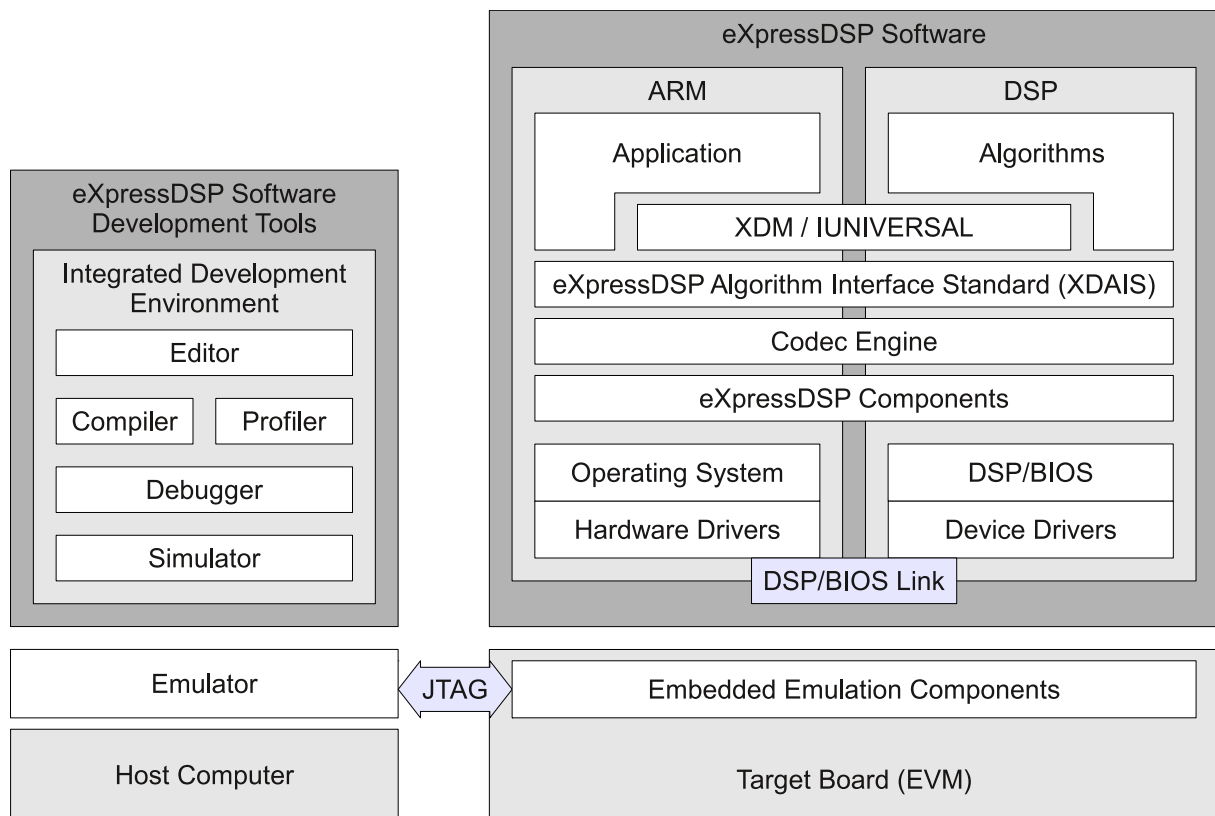 eXpressDSP Software
Development Tools
Integrated Development
Environment
Editor
Compiler
Profiler
Debugger
Simulator
Emulator
Host Computer
JTAG
eXpressDSP Software
ARM
DSP
Application
Algorithms
XDM / IUNIVERSAL
eXpressDSP Algorithm Interface Standard (XDAIS)
Codec Engine
eXpressDSP Components
Operating System
DSP/BIOS
Hardware Drivers
Device Drivers
DSP/BIOS Link
Embedded Emulation Components
Target Board (EVM)